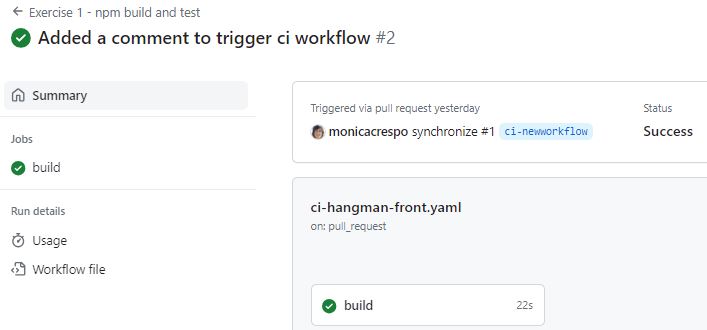 Exercise 1 - npm build and test
Added a comment to trigger ci workflow #2
Summary
Jobs
build
Run details
Usage
Workflow file
Triggered via pull request yesterday
monicacrespo synchronize #1 ci-newworkflow
Status
Success
ci-hangman-front.yaml
on: pull_request
build 22s